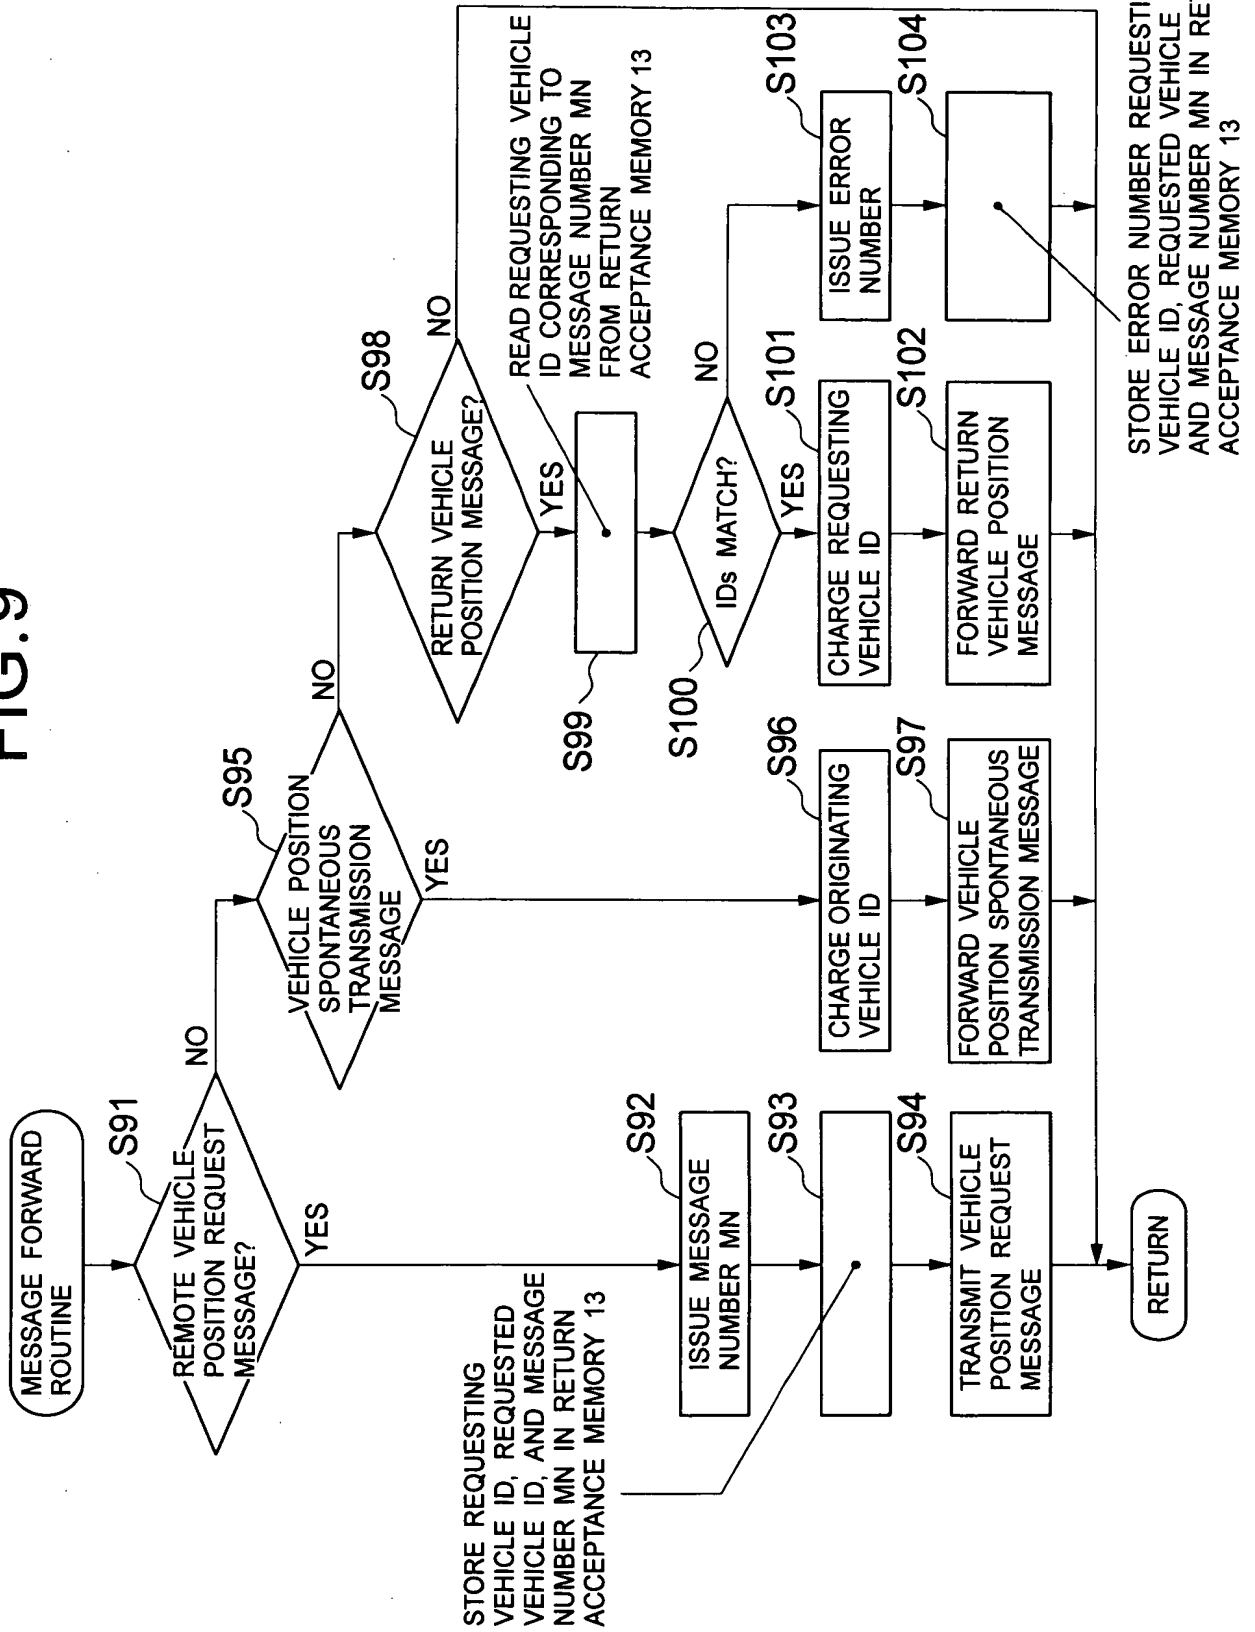 FIG.9
MESSAGE FORWARD
ROUTINE
S91
REMOTE VEHICLE
POSITION REQUEST
MESSAGE?
NO
YES
S92
ISSUE MESSAGE
NUMBER MN
S93
STORE REQUESTING
VEHICLE ID, REQUESTED
VEHICLE ID, AND MESSAGE
NUMBER MN IN RETURN
ACCEPTANCE MEMORY 13
S94
TRANSMIT VEHICLE
POSITION REQUEST
MESSAGE
S95
VEHICLE POSITION
SPONTANEOUS
TRANSMISSION
MESSAGE
NO
YES
S96
CHARGE ORIGINATING
VEHICLE ID
S97
FORWARD VEHICLE
POSITION SPONTANEOUS
TRANSMISSION MESSAGE
S98
RETURN VEHICLE
POSITION MESSAGE?
NO
YES
S99
READ REQUESTING VEHICLE
ID CORRESPONDING TO
MESSAGE NUMBER MN
FROM RETURN
ACCEPTANCE MEMORY 13
S100
IDs MATCH?
NO
YES
S101
CHARGE REQUESTING
VEHICLE ID
S102
FORWARD RETURN
VEHICLE POSITION
MESSAGE
S103
ISSUE ERROR
NUMBER
S104
STORE ERROR NUMBER REQUESTI
VEHICLE ID, REQUESTED VEHICLE
AND MESSAGE NUMBER MN IN RE
ACCEPTANCE MEMORY 13
RETURN